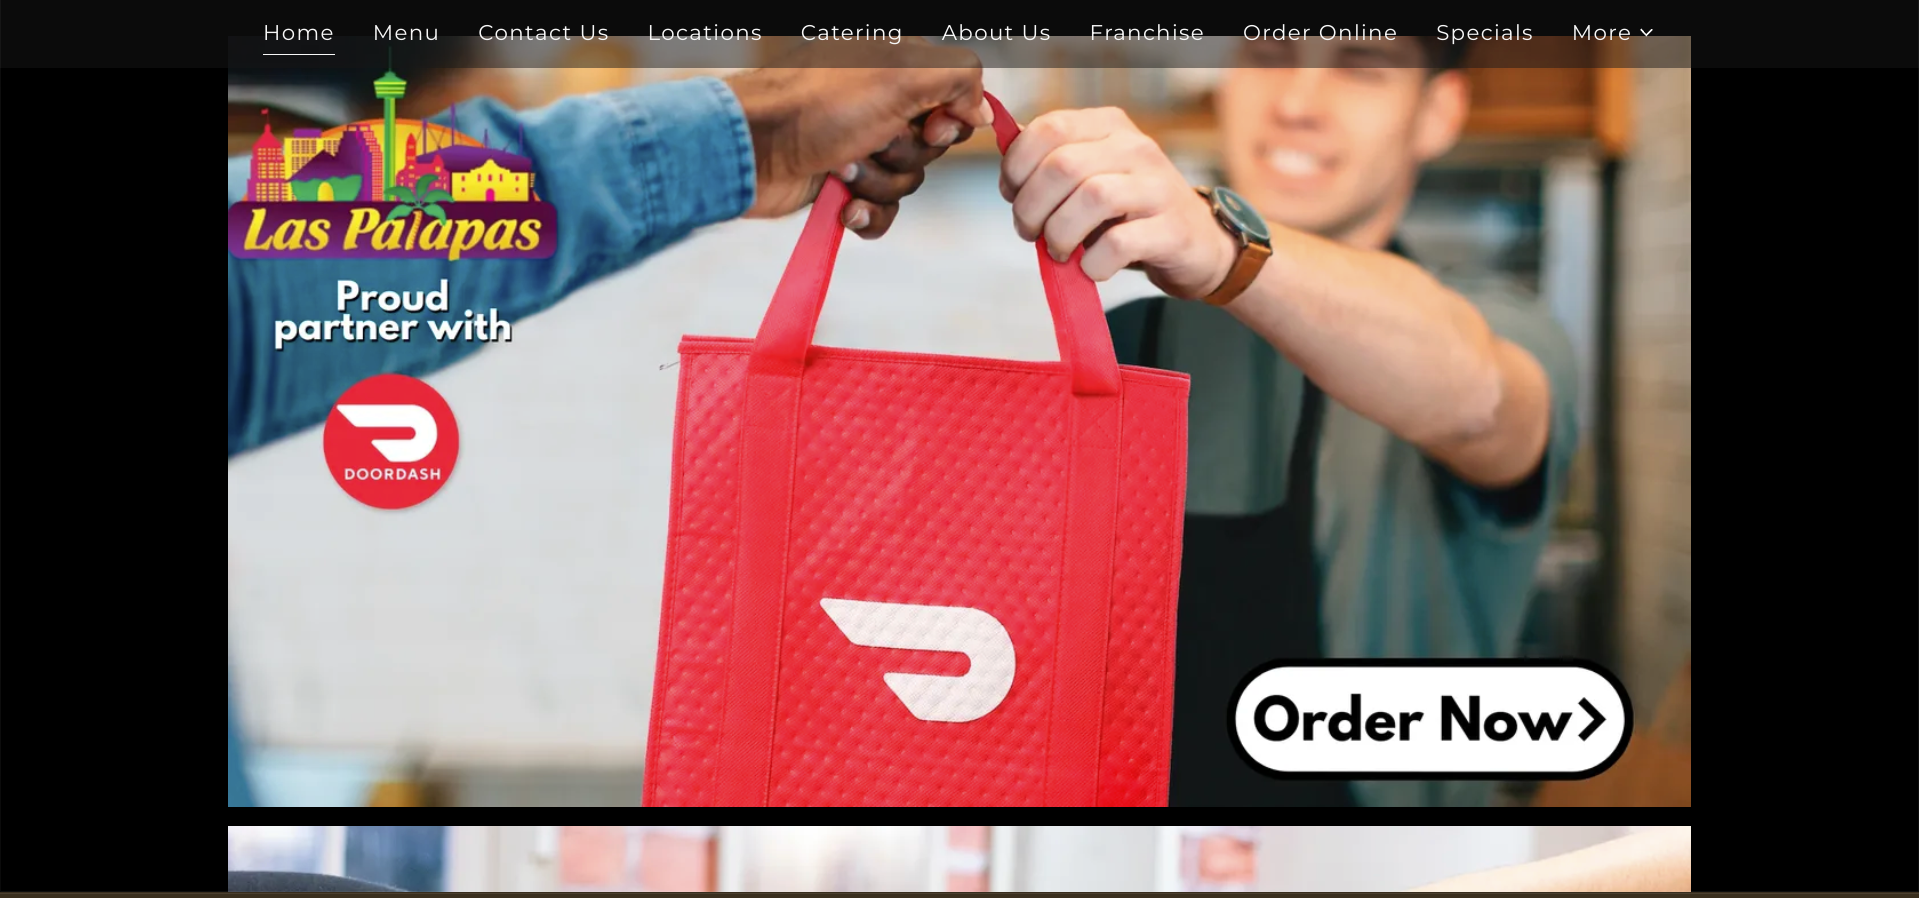 Home Menu Contact Us Locations Catering About Us Franchise Order Online Specials More
Las Palapas
Proud
partner with
DOORDASH
Order Now>